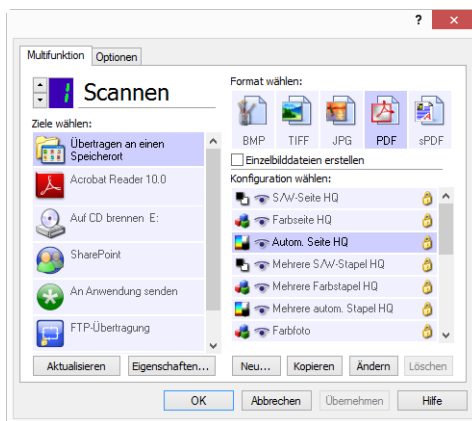 ?
Multifunktion Optionen
1 Scannen
Ziele wählen:
Übertragen an einen
Speicherort
Acrobat Reader 10.0
Auf CD brennen E:
SharePoint
An Anwendung senden
FTP-Übertragung
Aktualisieren Eigenschaften...
Format wählen:
BMP TIFF JPG PDF sPDF
Einzelbilddateien erstellen
Konfiguration wählen:
S/W-Seite HQ
Farbseite HQ
Autom. Seite HQ
Mehrere S/W-Stapel HQ
Mehrere Farbstapel HQ
Mehrere autom. Stapel HQ
Farbfoto
Neu... Kopieren Ändern Löschen
OK Abbrechen Übernehmen Hilfe